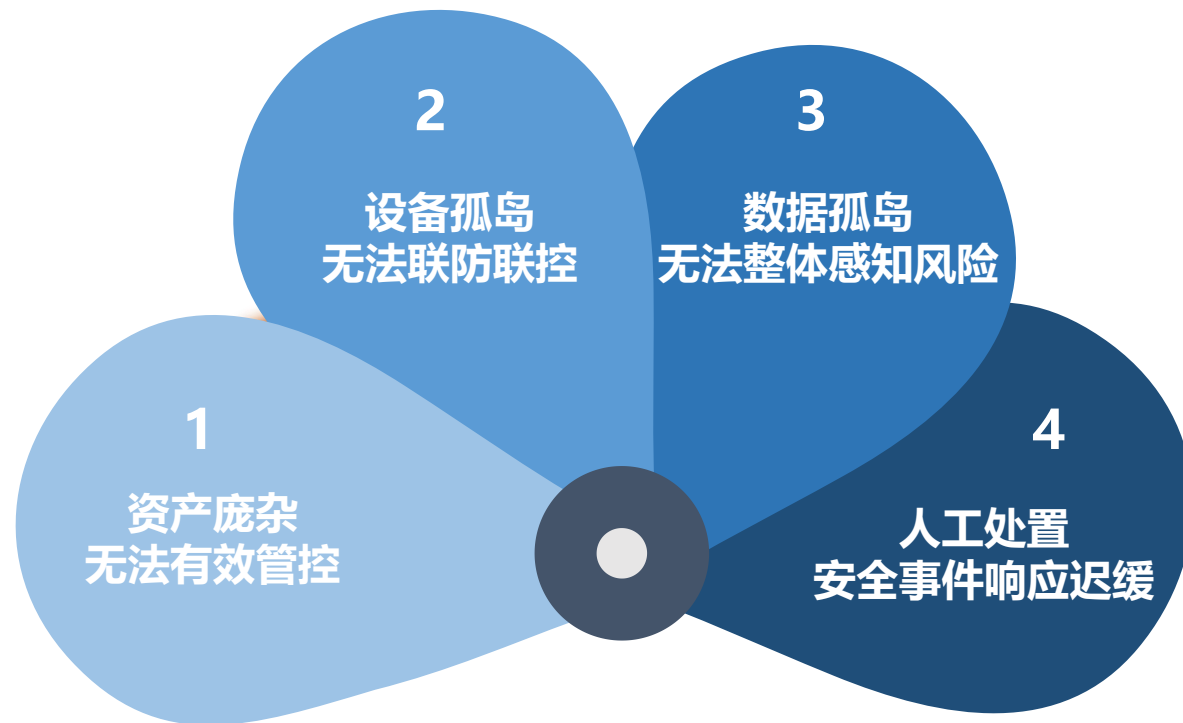 1
资产庞杂
无法有效管控
2
设备孤岛
无法联防联控
3
数据孤岛
无法整体感知风险
4
人工处置
安全事件响应迟缓